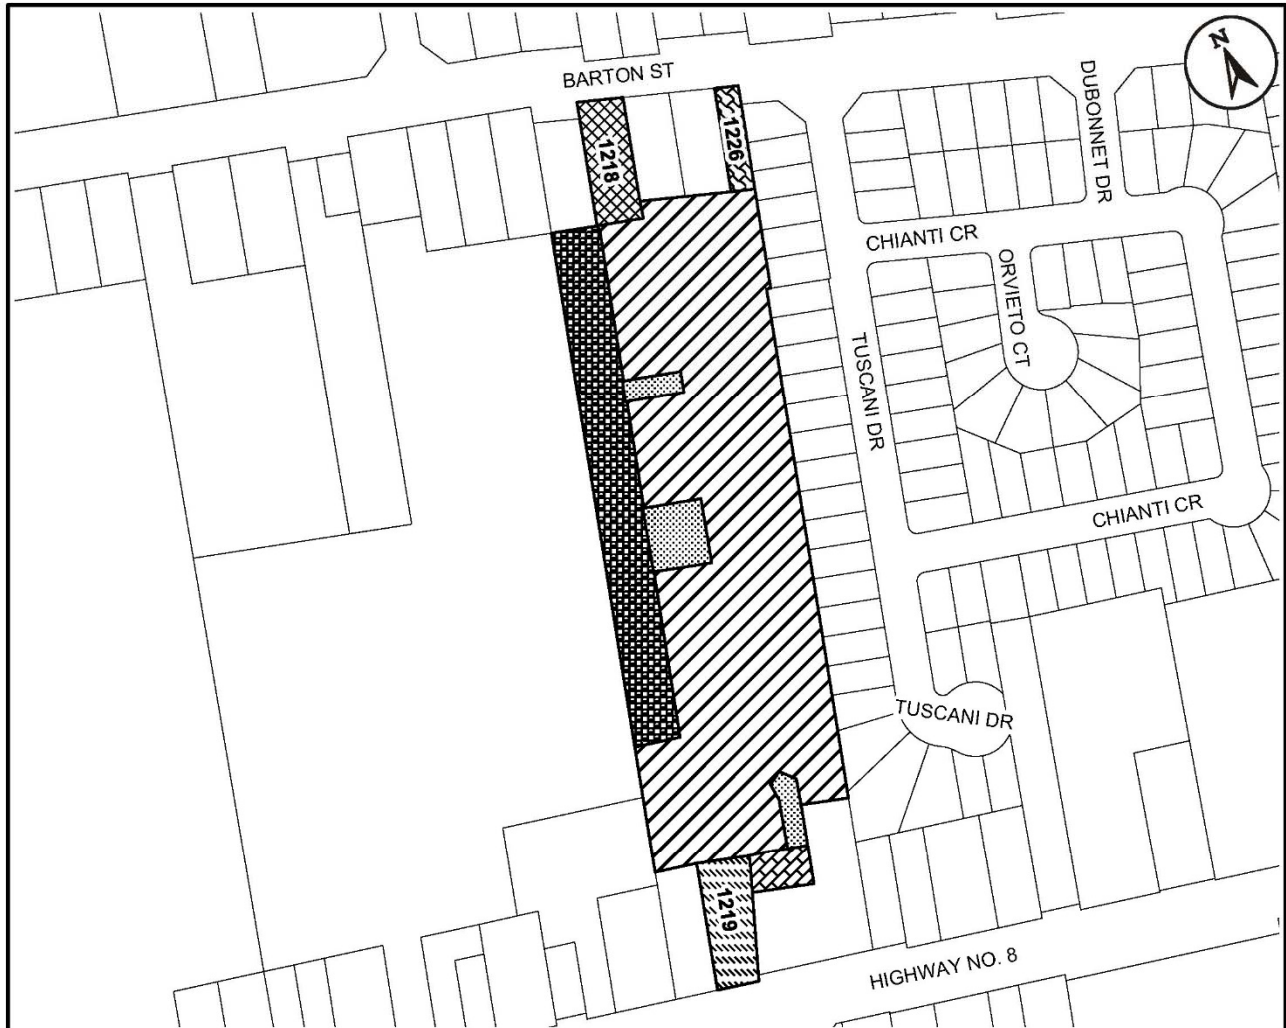 N
BARTON ST
DUBONNET DR
1218
1226
CHIANTI CR
ORVIETO CT
TUSCANI DR
CHIANTI CR
TUSCANI DR
1219
HIGHWAY NO. 8